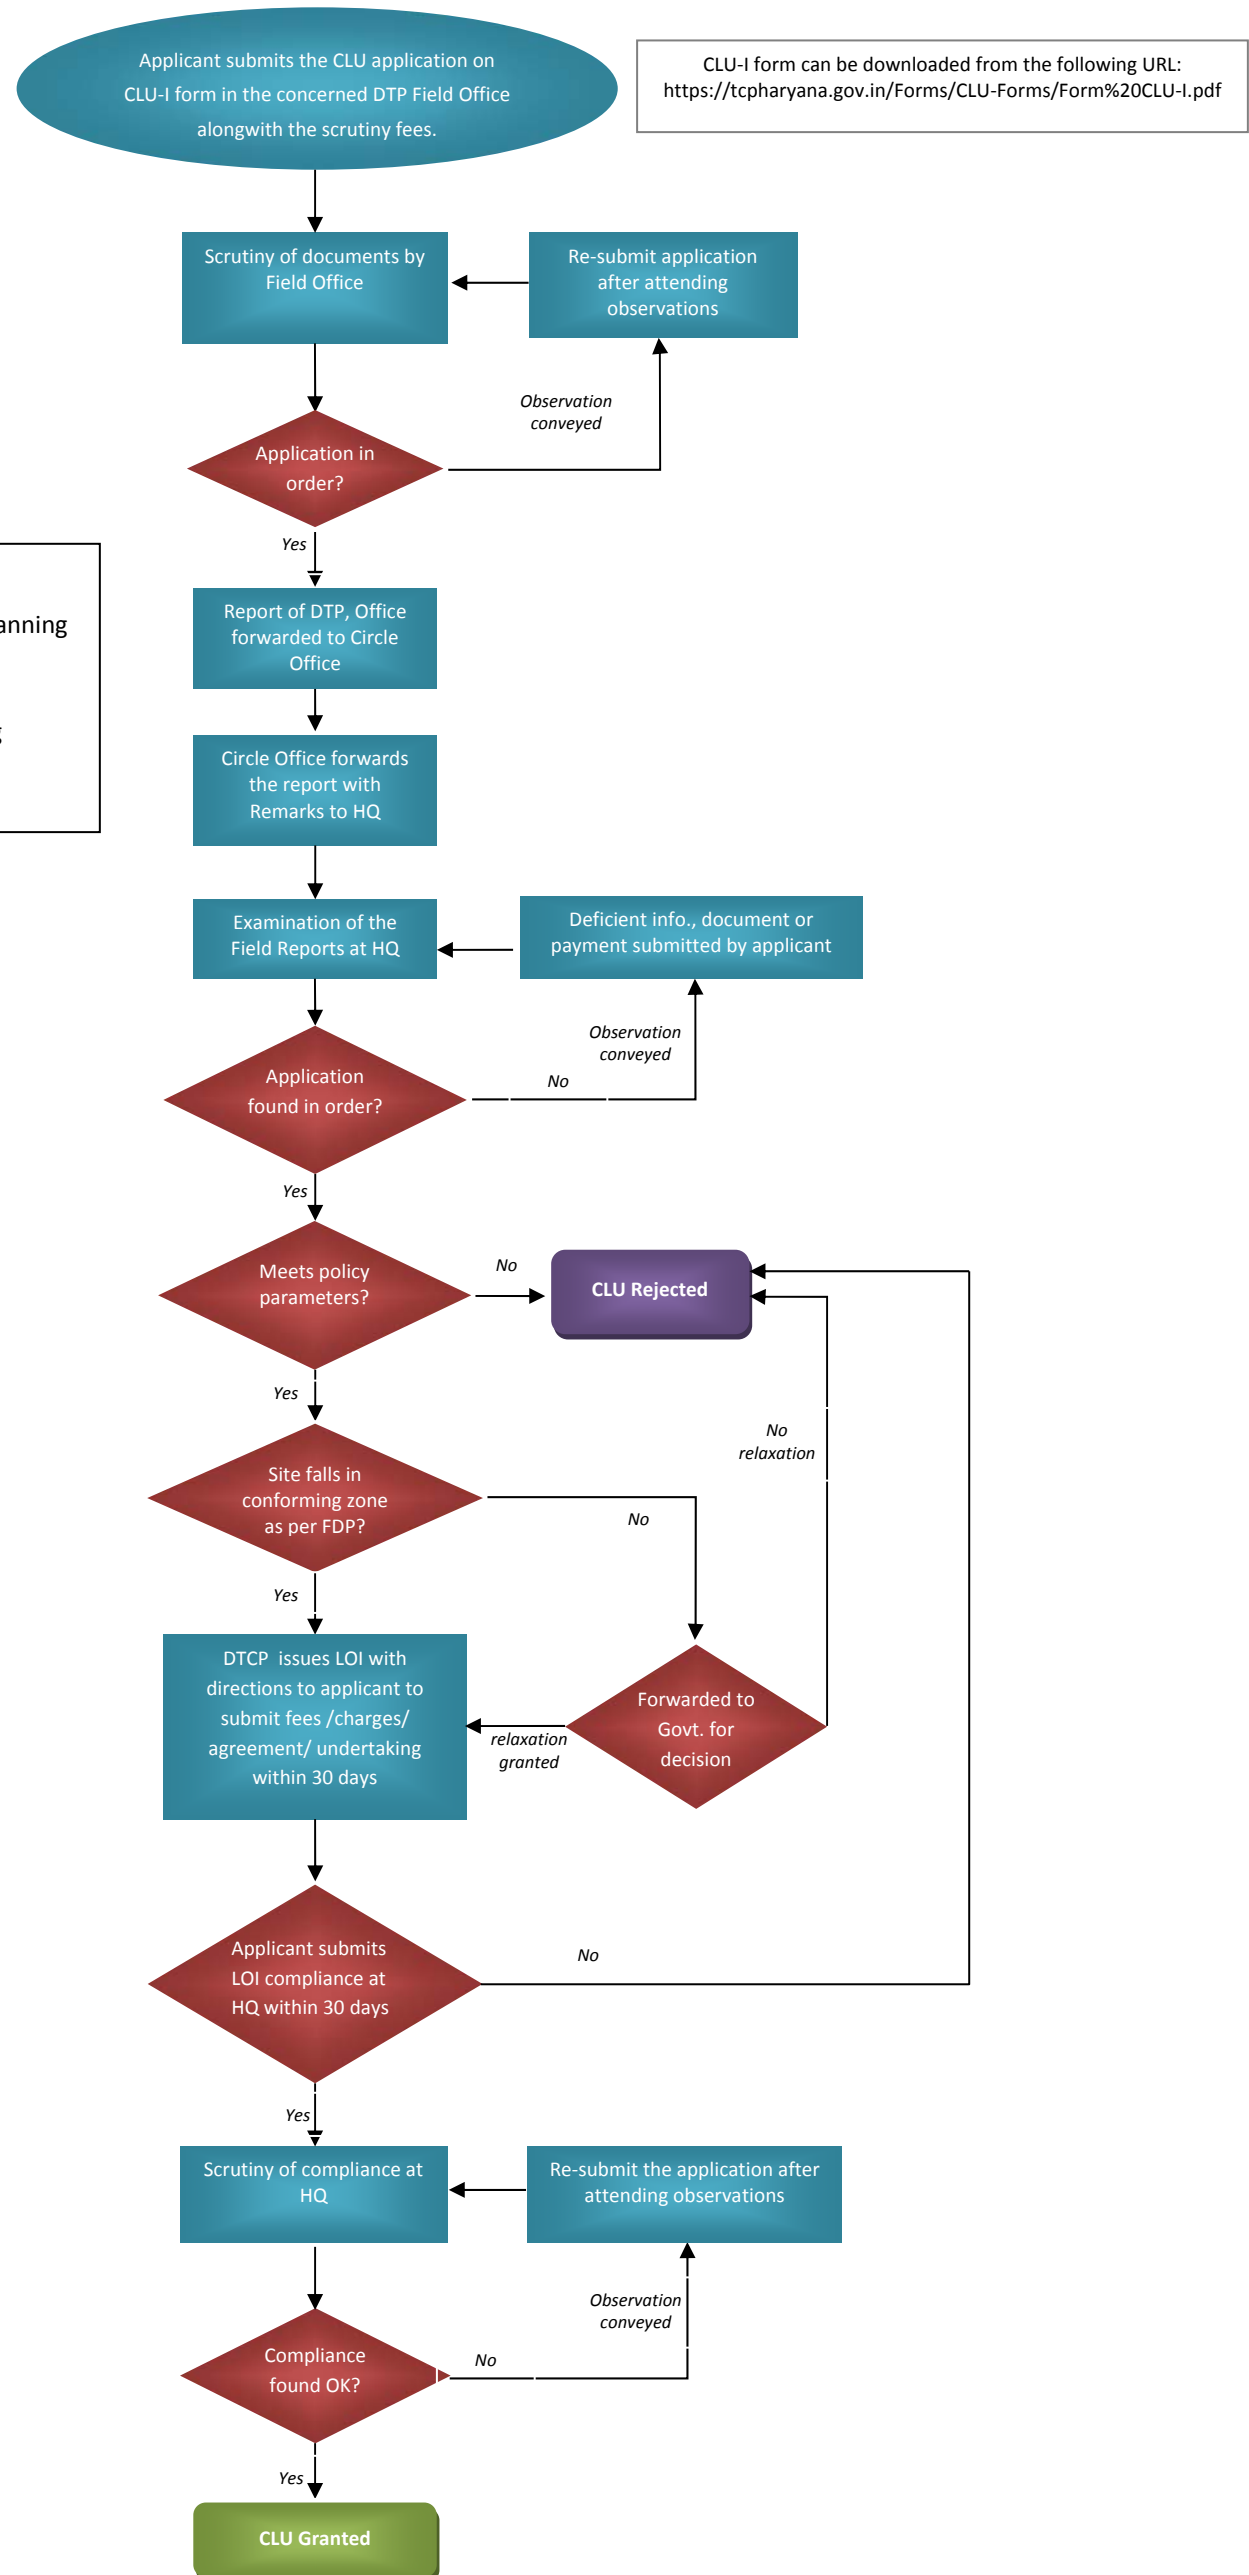 Applicant submits the CLU application on
CLU-I form in the concerned DTP Field Office
alongwith the scrutiny fees.
CLU-I form can be downloaded from the following URL:
https://tcpharyana.gov.in/Forms/CLU-Forms/Form%20CLU-I.pdf
Scrutiny of documents by
Field Office
Re-submit application
after attending
observations
Observation
conveyed
Application in
order?
Yes
Report of DTP, Office
forwarded to Circle
Office
Circle Office forwards
the report with
Remarks to HQ
Examination of the
Field Reports at HQ
Deficient info., document or
payment submitted by applicant
Observation
conveyed
Application
found in order?
No
Yes
Meets policy
parameters?
No
CLU Rejected
Yes
No
relaxation
Site falls in
conforming zone
as per FDP?
No
Yes
DTCP  issues LOI with
directions to applicant to
submit fees /charges/
agreement/ undertaking
within 30 days
relaxation
granted
Forwarded to
Govt. for
decision
Applicant submits
LOI compliance at
HQ within 30 days
No
Yes
Scrutiny of compliance at
HQ
Re-submit the application after
attending observations
Observation
conveyed
Compliance
found OK?
No
Yes
CLU Granted